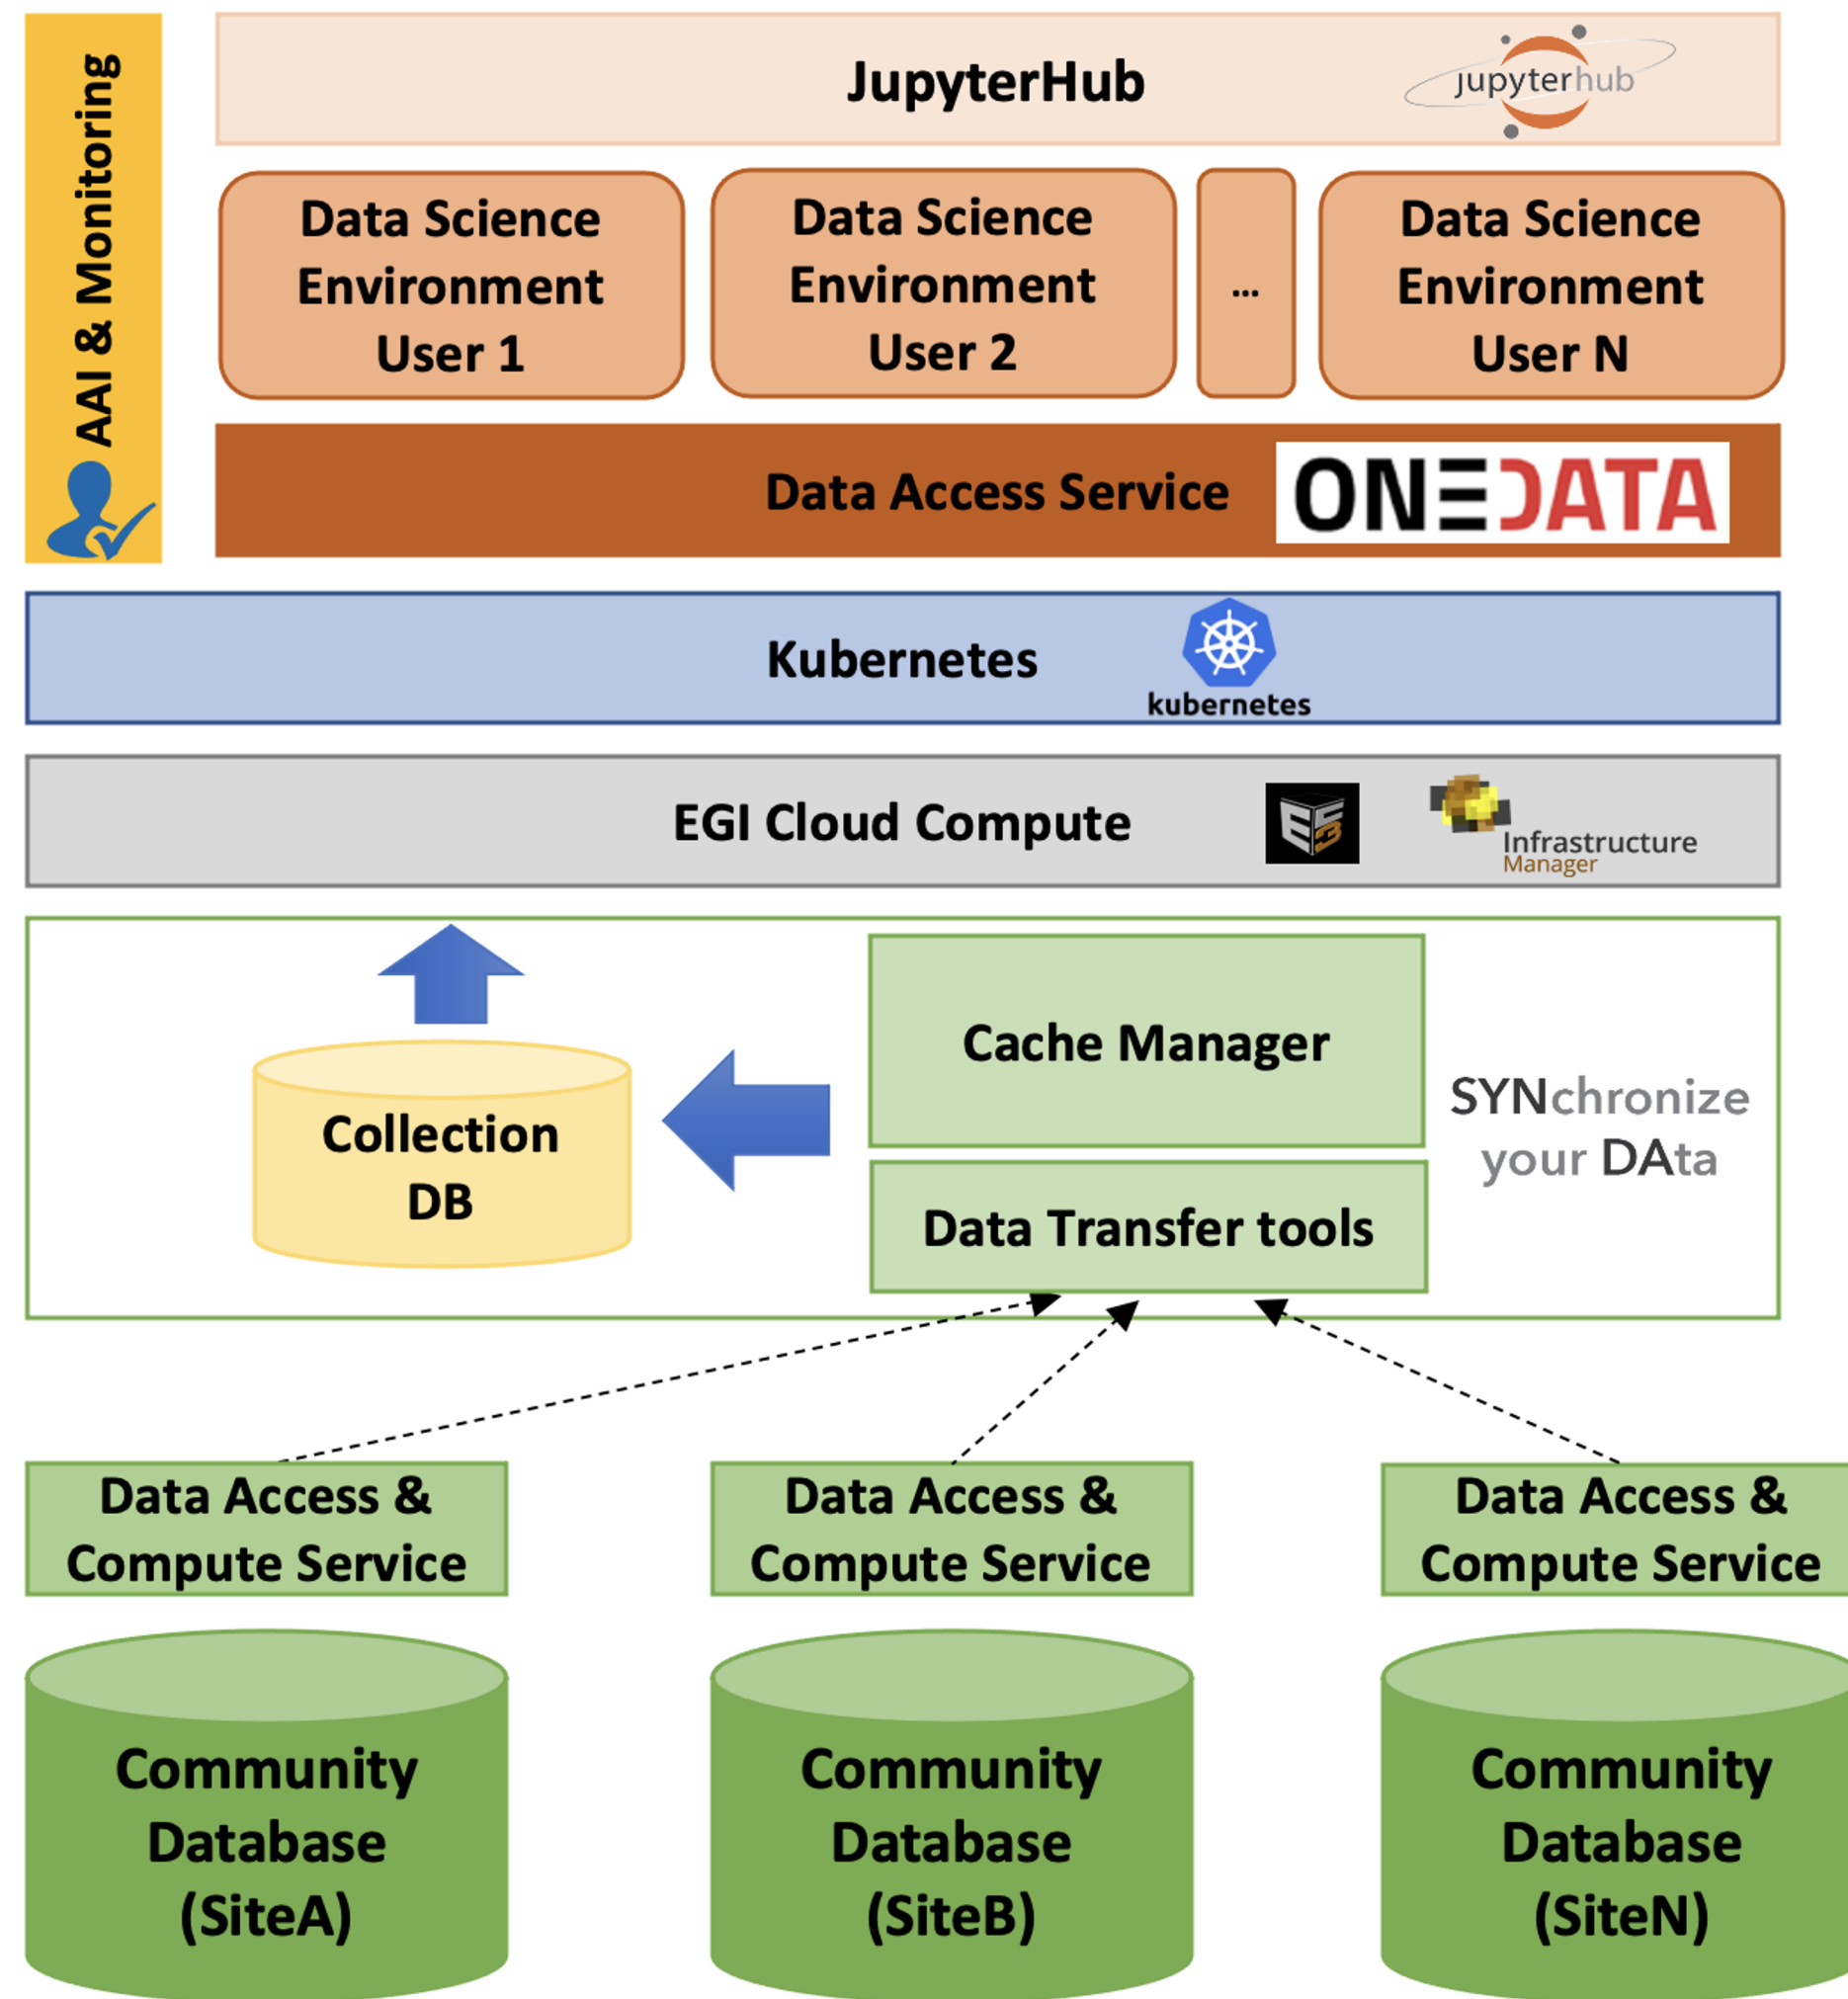 AAI & Monitoring
JupyterHub
jupyterhub
Data Science
Environment
User 1
Data Science
Environment
User 2
...
Data Science
Environment
User N
Data Access Service
ONEDATA
Kubernetes
kubernetes
EGI Cloud Compute
EC3
Infrastructure
Manager
Cache Manager
Collection
DB
SYNchronize
your DAta
Data Transfer tools
Data Access &
Compute Service
Data Access &
Compute Service
Data Access &
Compute Service
Community
Database
(SiteA)
Community
Database
(SiteB)
Community
Database
(SiteN)